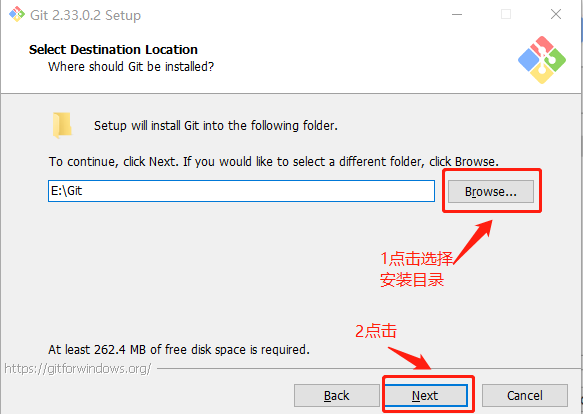 Git 2.33.0.2 Setup
Select Destination Location
Where should Git be installed?
Setup will install Git into the following folder.
To continue, click Next. If you would like to select a different folder, click Browse.
E:\Git
Browse...
1点击选择
安装目录
2点击
At least 262.4 MB of free disk space is required.
https://gitforwindows.org/
Back
Next
Cancel